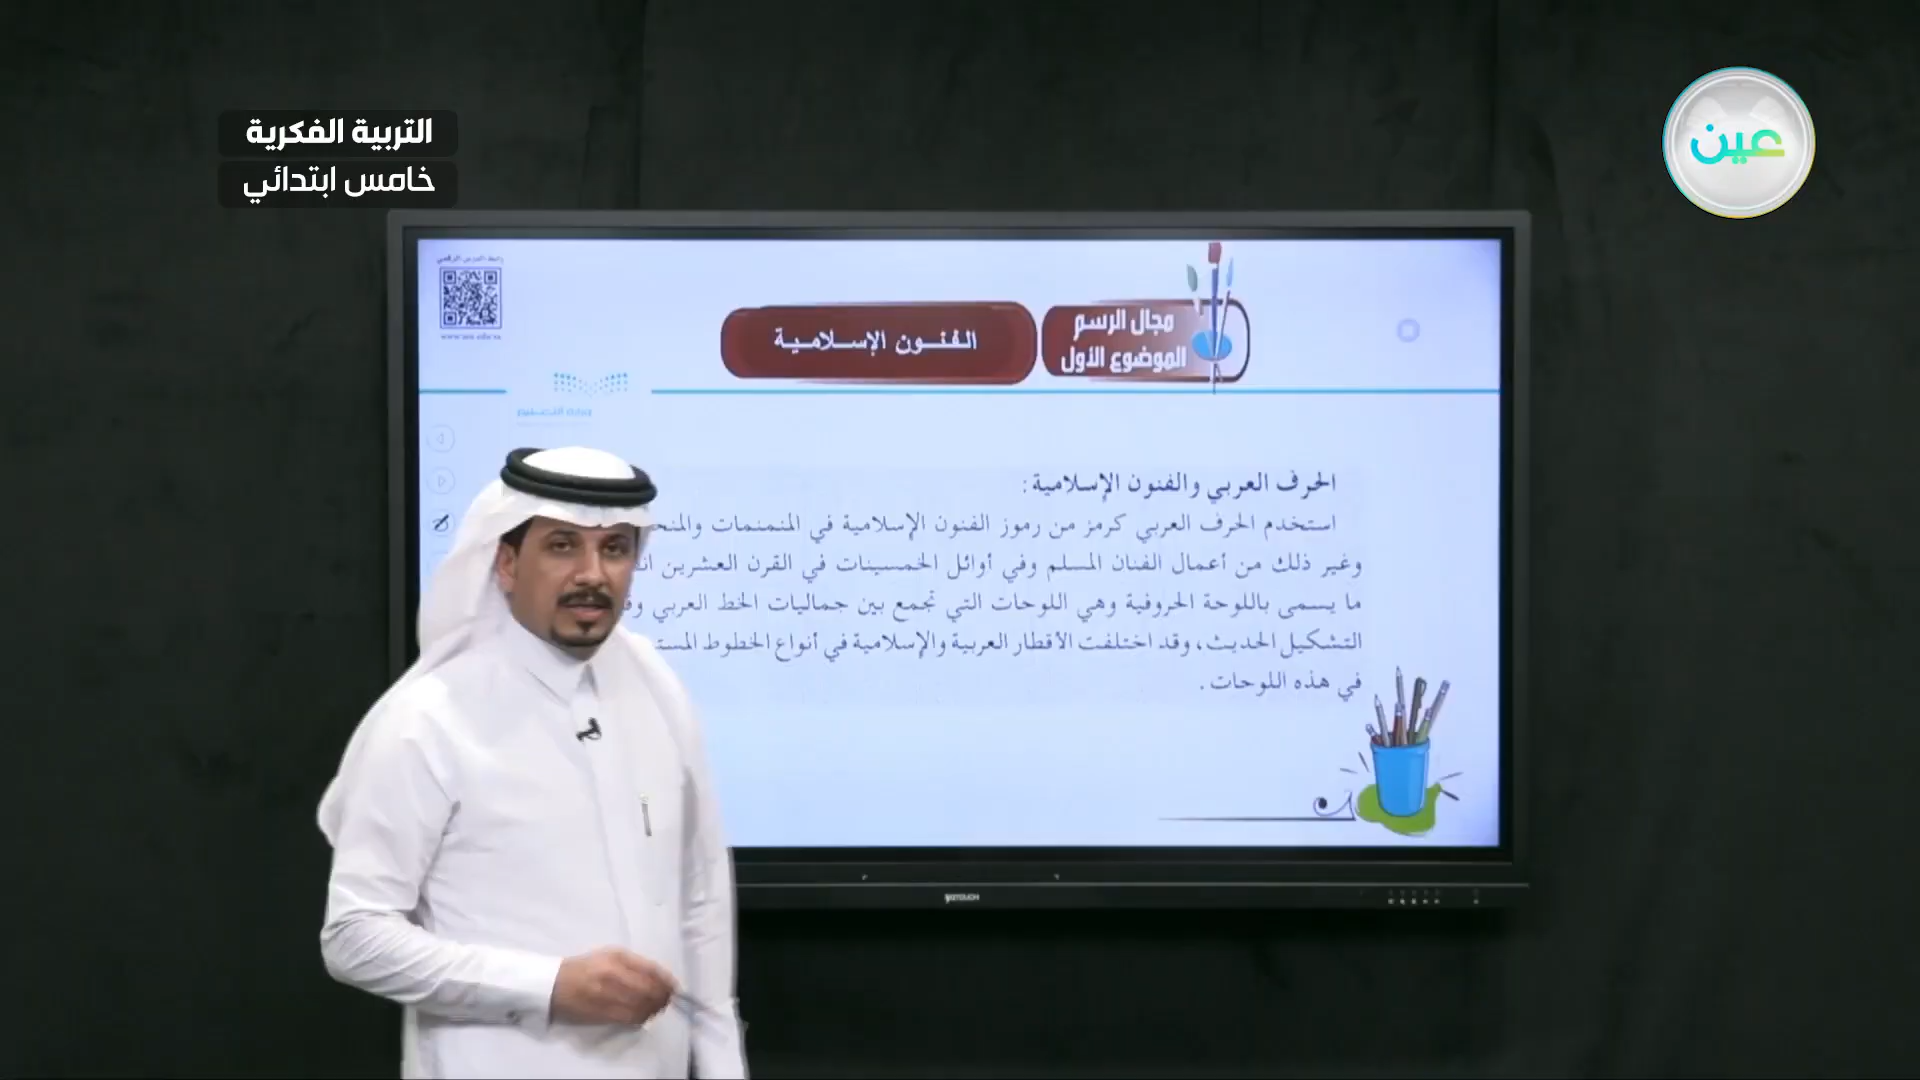 التربية الفكرية
خامس ابتدائي
عين
مجال الرسم
الموضوع الأول
الفنون الإسلامية
وزارة التعليم
الحرف العربي والفنون الإسلامية :
استخدم الحرف العربي كرمز من رموز الفنون الإسلامية في المنمنمات
وغير ذلك من أعمال الفنان المسلم وفي أوائل الخمسينات في القرن العشرين
ما يسمى باللوحة الحروفية وهي اللوحات التي تجمع بين جماليات الخط العربي
التشكيل الحديث، وقد اختلفت الأقطار العربية والإسلامية في أنواع الخطوط
في هذه اللوحات .